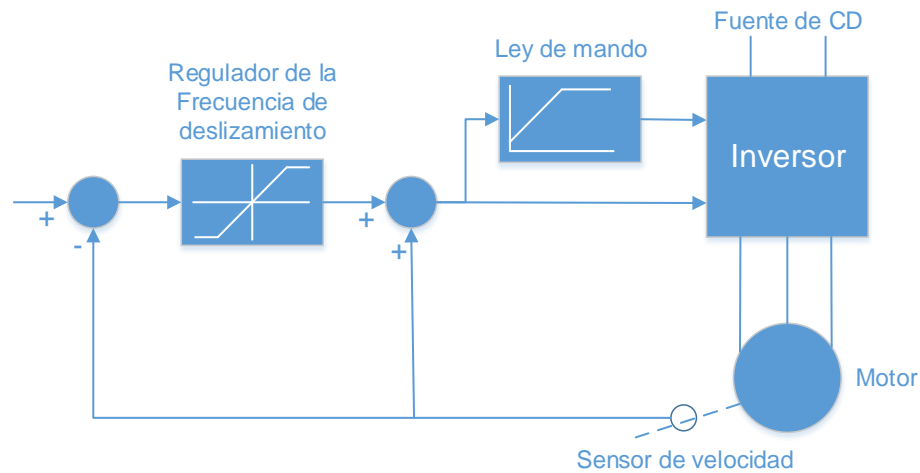 Fuente de CD
Ley de mando
Regulador de la
Frecuencia de
deslizamiento
Inversor
+
-
+
+
Motor
Sensor de velocidad